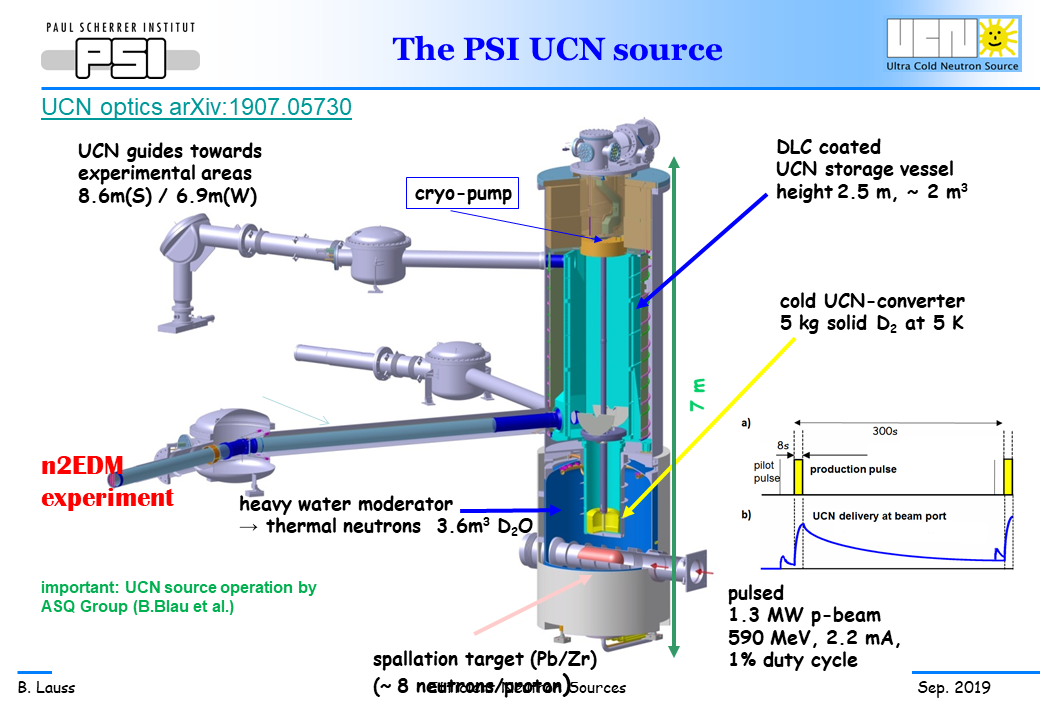 PAUL SCHERRER INSTITUT
PSI
The PSI UCN source
UCN
Ultra Cold Neutron Source
UCN optics arXiv:1907.05730
UCN guides towards
experimental areas
8.6m(S) / 6.9m(W)
cryo-pump
DLC coated
UCN storage vessel
height 2.5 m, ~ 2 m³
cold UCN-converter
5 kg solid D₂ at 5 K
7 m
a)
300s
8s
pilot
pulse
production pulse
b)
UCN delivery at beam port
n2EDM
experiment
heavy water moderator
→ thermal neutrons 3.6m³ D₂O
important: UCN source operation by
ASQ Group (B.Blau et al.)
pulsed
1.3 MW p-beam
590 MeV, 2.2 mA,
1% duty cycle
spallation target (Pb/Zr)
(~ 8 neutrons/proton)
B. Lauss
Efficient Neutron Sources
Sep. 2019